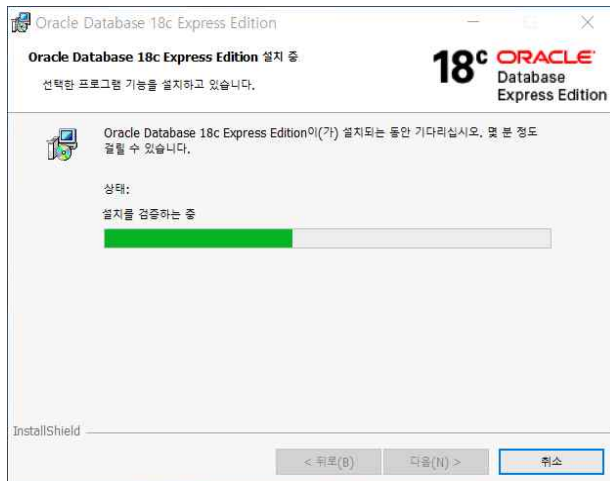 Oracle Database 18c Express Edition
Oracle Database 18c Express Edition 설치 중
선택한 프로그램 기능을 설치하고 있습니다.
18c ORACLE
Database
Express Edition
Oracle Database 18c Express Edition이(가) 설치되는 동안 기다리십시오. 몇 분 정도
걸릴 수 있습니다.
상태:
설치를 검증하는 중
InstallShield
< 뒤로(B) 다음(N) > 취소